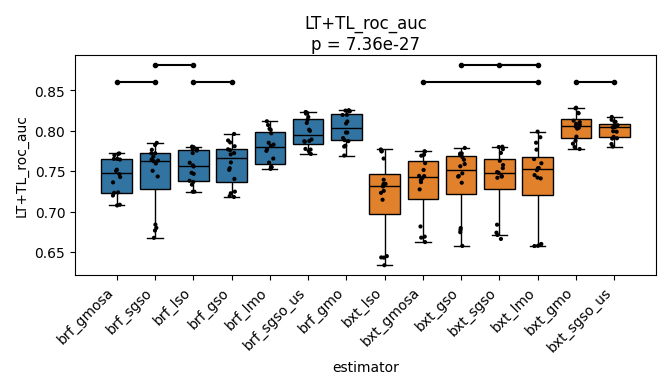 LT+TL_roc_auc
p = 7.36e-27
LT+TL_roc_auc
0.85
0.80
0.75
0.70
0.65
brf_gmosa
brf_sgso
brf_lso
brf_gso
brf_lmo
brf_sgso_us
brf_gmo
bxt_lso
bxt_gmosa
bxt_gso
bxt_sgso
bxt_lmo
bxt_gmo
bxt_sgso_us
estimator